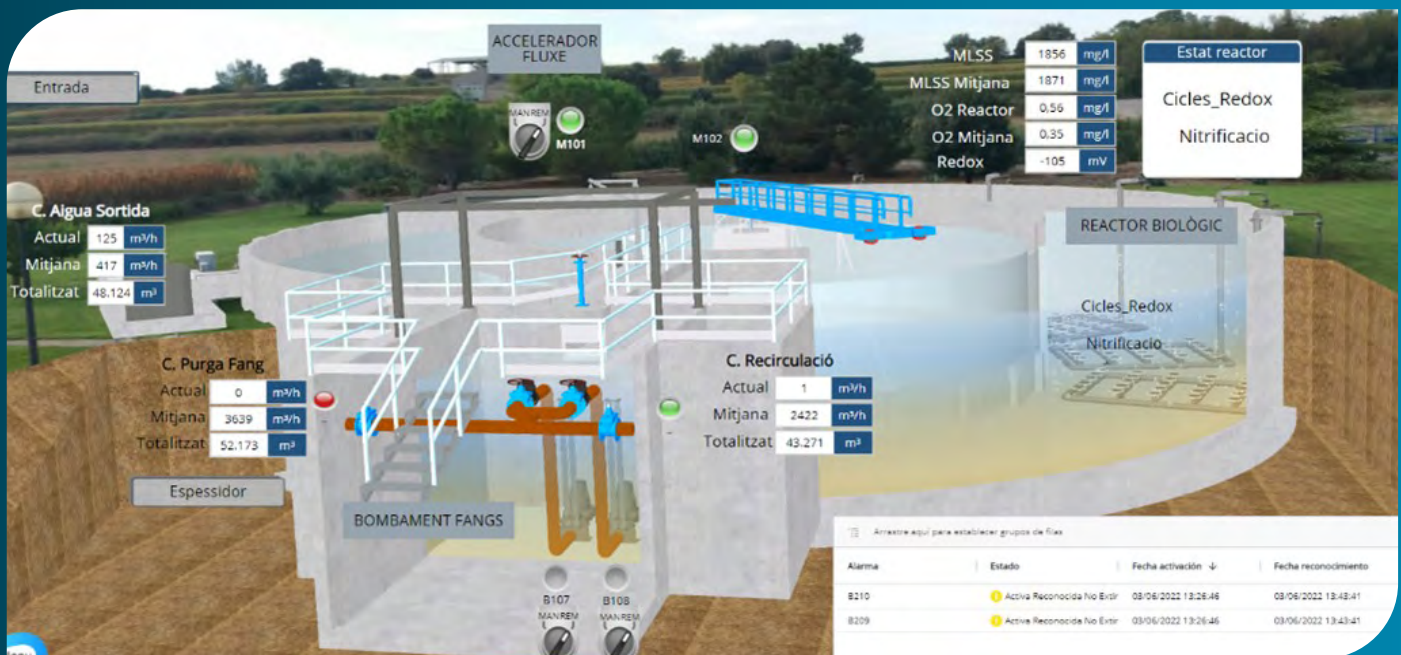 ACCELERADOR
FLUXE
Entrada
MAN REM
M101
M102
MLSS 1856 mg/l
MLSS Mitjana 1871 mg/l
O2 Reactor 0,56 mg/l
O2 Mitjana 0,35 mg/l
Redox -105 mV
Estat reactor
Cicles_Redox
Nitrificacio
C. Aigua Sortida
Actual 125 m³/h
Mitjana 417 m³/h
Totalitzat 48.124 m³
REACTOR BIOLÒGIC
Cicles_Redox
Nitrificacio
C. Purga Fang
Actual 0 m³/h
Mitjana 3639 m³/h
Totalitzat 52.173 m³
C. Recirculació
Actual 1 m³/h
Mitjana 2422 m³/h
Totalitzat 43.271 m³
Espessidor
BOMBAMENT FANGS
B107 B108
MAN REM MAN REM
Arrastre aquí para establecer grupos de filas
Alarma Estado Fecha activación ↓ Fecha reconocimiento
B210 Activa Reconocida No Extir 03/06/2022 13:26:46 03/06/2022 13:43:41
B209 Activa Reconocida No Extir 03/06/2022 13:26:46 03/06/2022 13:43:41